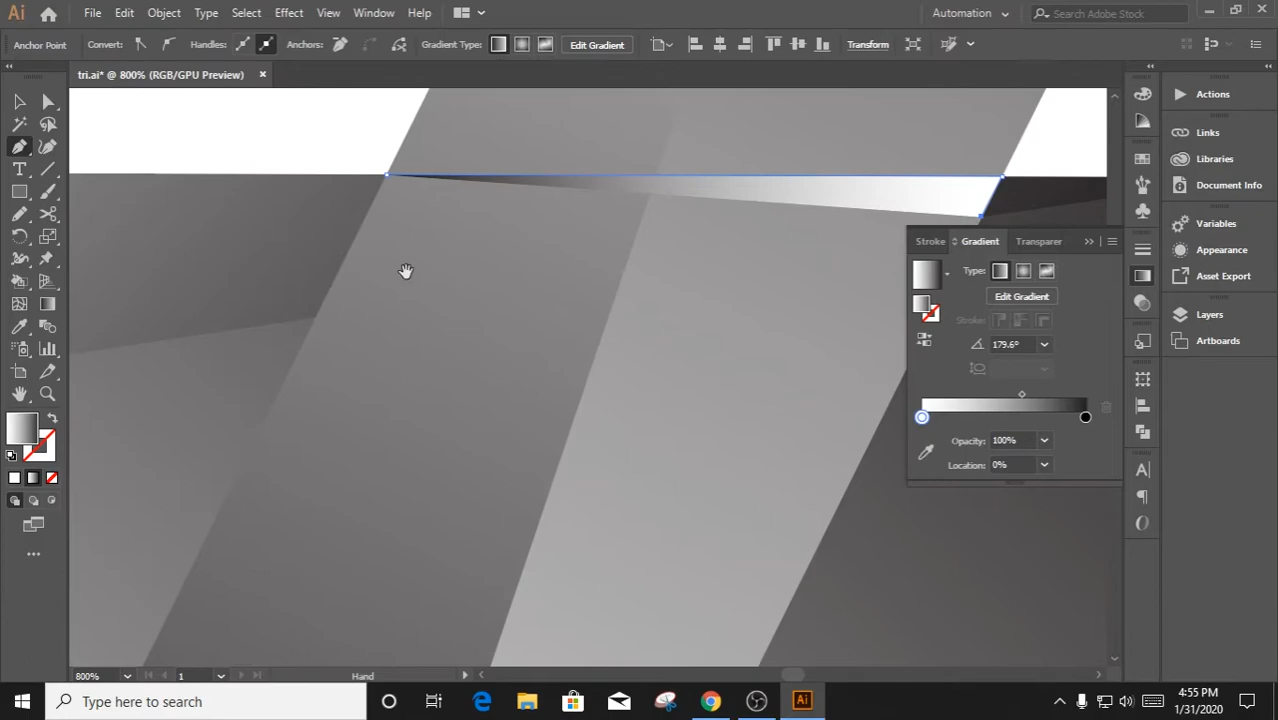 Ai File Edit Object Type Select Effect View Window Help Automation Search Adobe Stock
Anchor Point Convert: Handles: Anchors: Gradient Type: Edit Gradient Transform
tri.ai* @ 800% (RGB/GPU Preview)
Actions
Links
Libraries
Document Info
Variables
Appearance
Asset Export
Layers
Artboards
Stroke Gradient Transparer
Type:
Edit Gradient
Stroke:
179.6°
Opacity: 100%
Location: 0%
800% 1 Hand
Type here to search
4:55 PM
1/31/2020